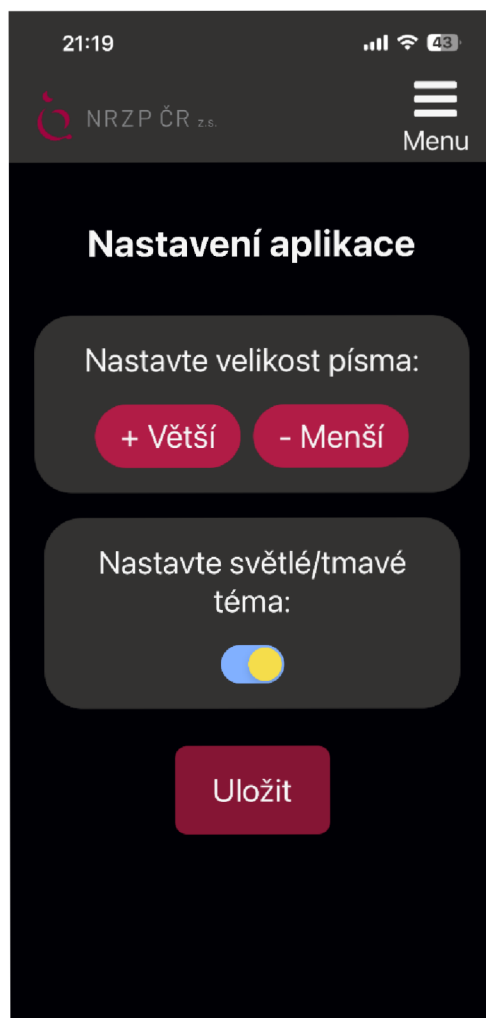 21:19
43
NRZP ČR z.s.
Menu
Nastavení aplikace
Nastavte velikost písma:
+ Větší
- Menší
Nastavte světlé/tmavé
téma:
Uložit